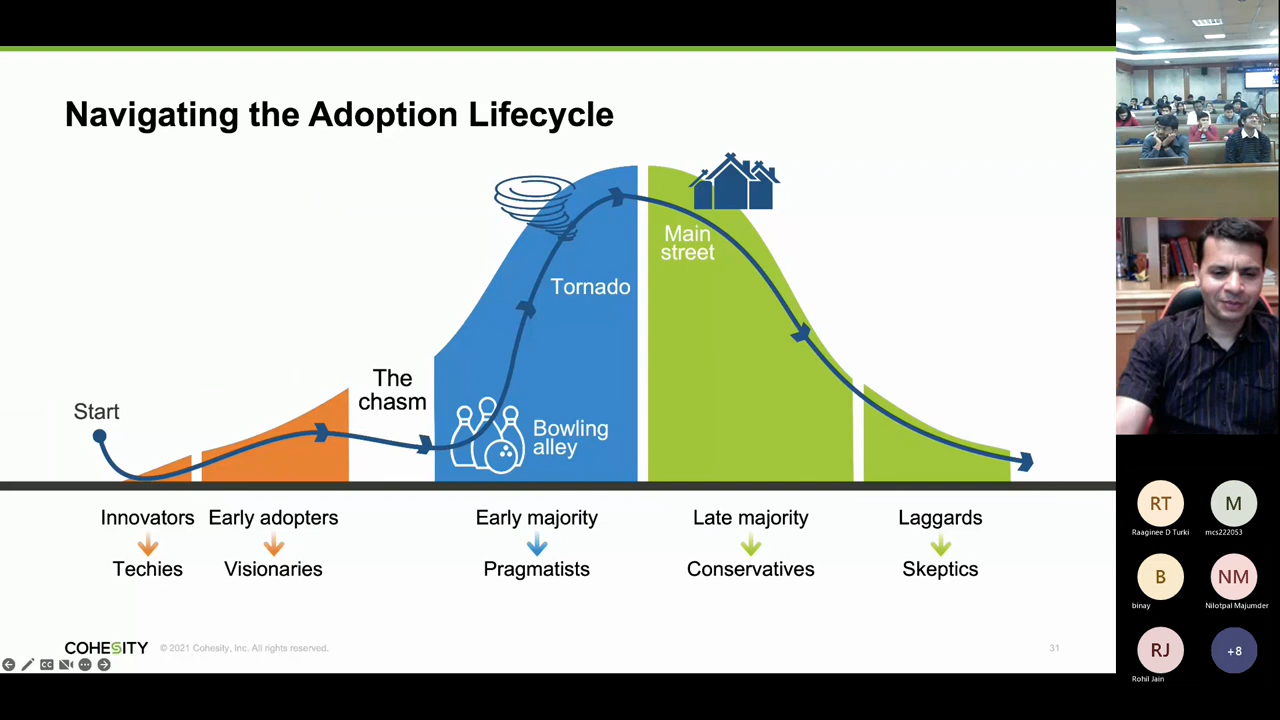 Navigating the Adoption Lifecycle
Main
street
Tornado
The
chasm
Start
Bowling
alley
Innovators
Early adopters
Early majority
Late majority
Laggards
Techies
Visionaries
Pragmatists
Conservatives
Skeptics
COHESITY
© 2021 Cohesity, Inc. All rights reserved.
31
CC
RT
M
Raaginee D Turki
mcs222053
B
NM
binay
Nilotpal Majumder
RJ
+8
Rohil Jain